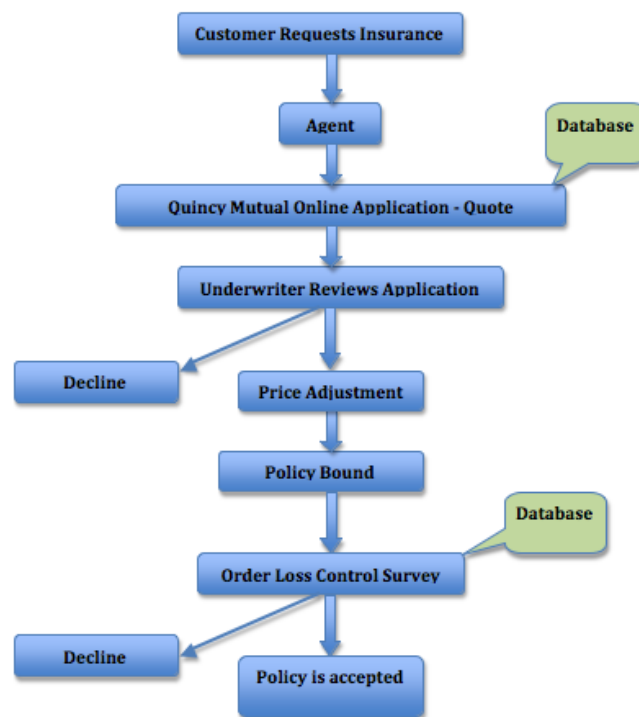 Customer Requests Insurance
Agent
Database
Quincy Mutual Online Application - Quote
Underwriter Reviews Application
Decline
Price Adjustment
Policy Bound
Database
Order Loss Control Survey
Decline
Policy is accepted